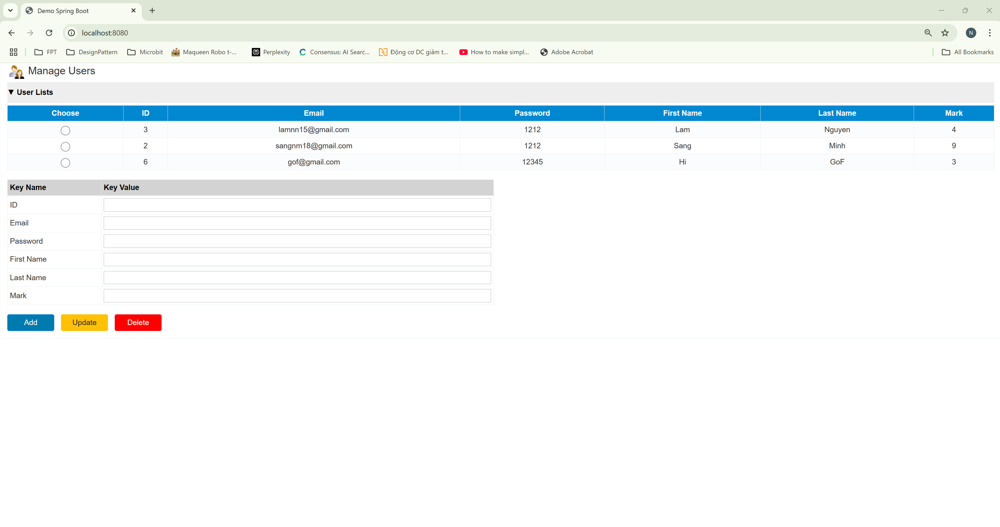 Demo Spring Boot
localhost:8080
N
FPT DesignPattern Microbit Maqueen Robo t-... Perplexity Consensus: AI Searc... Động cơ DC giảm t... How to make simpl... Adobe Acrobat All Bookmarks
Manage Users
▼ User Lists
Choose ID Email Password First Name Last Name Mark
3 lamnn15@gmail.com 1212 Lam Nguyen 4
2 sangnm18@gmail.com 1212 Sang Minh 9
6 gof@gmail.com 12345 Hi GoF 3
Key Name Key Value
ID
Email
Password
First Name
Last Name
Mark
Add Update Delete